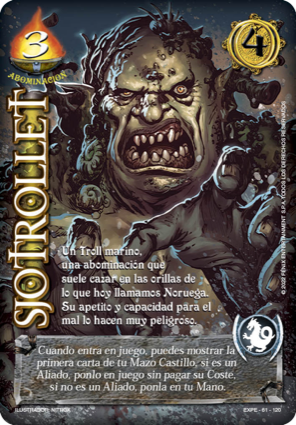 3
4
ABOMINACIÓN
SJOTROLLET
Un Troll marino,
una abominación que
suele cazar en las orillas de
lo que hoy llamamos Noruega.
Su apetito y capacidad para el
mal lo hacen muy peligroso.
Cuando entra en juego, puedes mostrar la
primera carta de tu Mazo Castillo, si es un
Aliado, ponlo en juego sin pagar su Coste,
si no es un Aliado, ponla en tu Mano.
EXPE - 81 - 120